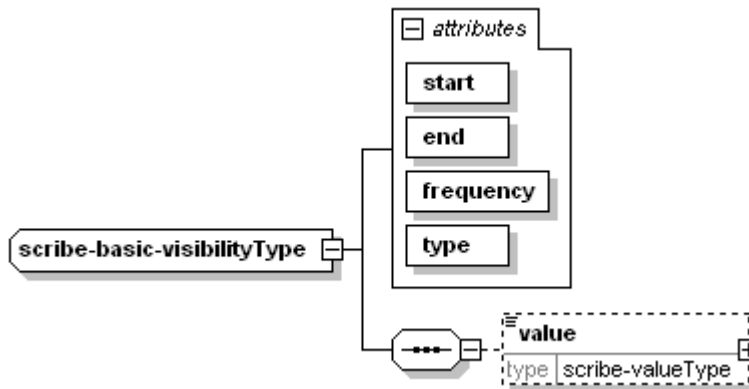 attributes
start
end
frequency
type
scribe-basic-visibilityType
value
type scribe-valueType